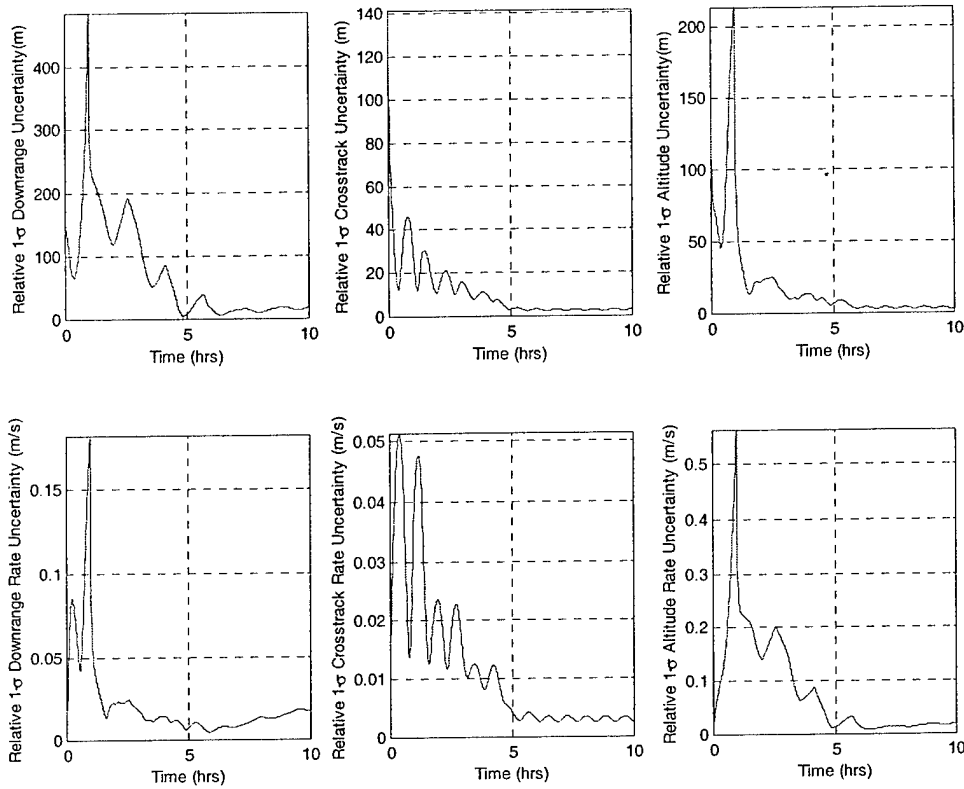 Relative 1σ Downrange Uncertainty(m)
400
300
200
100
0
0 5 10
Time (hrs)
Relative 1σ Crosstrack Uncertainty (m)
140
120
100
80
60
40
20
0
0 5 10
Time (hrs)
Relative 1σ Altitude Uncertainty(m)
200
150
100
50
0
0 5 10
Time (hrs)
Relative 1σ Downrange Rate Uncertainty (m/s)
0.15
0.1
0.05
0
0 5 10
Time (hrs)
Relative 1σ Crosstrack Rate Uncertainty (m/s)
0.05
0.04
0.03
0.02
0.01
0
0 5 10
Time (hrs)
Relative 1σ Altitude Rate Uncertainty (m/s)
0.5
0.4
0.3
0.2
0.1
0
0 5 10
Time (hrs)